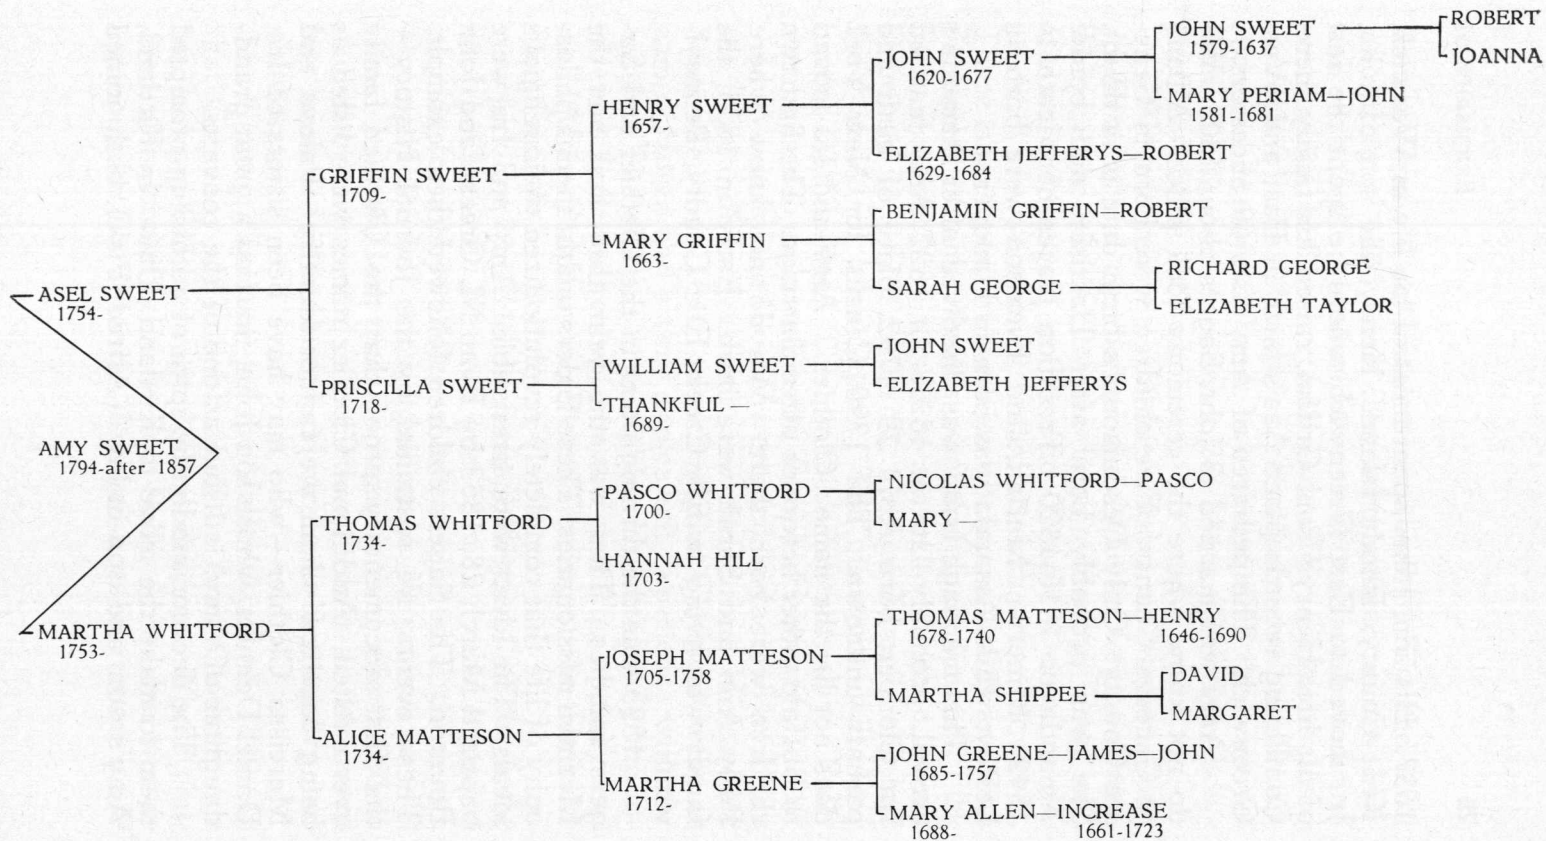 ROBERT
JOHN SWEET
1579-1637
JOANNA
JOHN SWEET
1620-1677
MARY PERIAM—JOHN
1581-1681
HENRY SWEET
1657-
ELIZABETH JEFFERYS—ROBERT
1629-1684
GRIFFIN SWEET
1709-
BENJAMIN GRIFFIN—ROBERT
MARY GRIFFIN
1663-
RICHARD GEORGE
SARAH GEORGE
ELIZABETH TAYLOR
ASEL SWEET
1754-
JOHN SWEET
WILLIAM SWEET
ELIZABETH JEFFERYS
PRISCILLA SWEET
1718-
THANKFUL —
1689-
AMY SWEET
1794-after 1857
NICOLAS WHITFORD—PASCO
PASCO WHITFORD
1700-
MARY —
THOMAS WHITFORD
1734-
HANNAH HILL
1703-
MARTHA WHITFORD
1753-
THOMAS MATTESON—HENRY
1678-1740 1646-1690
JOSEPH MATTESON
1705-1758
DAVID
MARTHA SHIPPEE
MARGARET
ALICE MATTESON
1734-
JOHN GREENE—JAMES—JOHN
1685-1757
MARTHA GREENE
1712-
MARY ALLEN—INCREASE
1688- 1661-1723